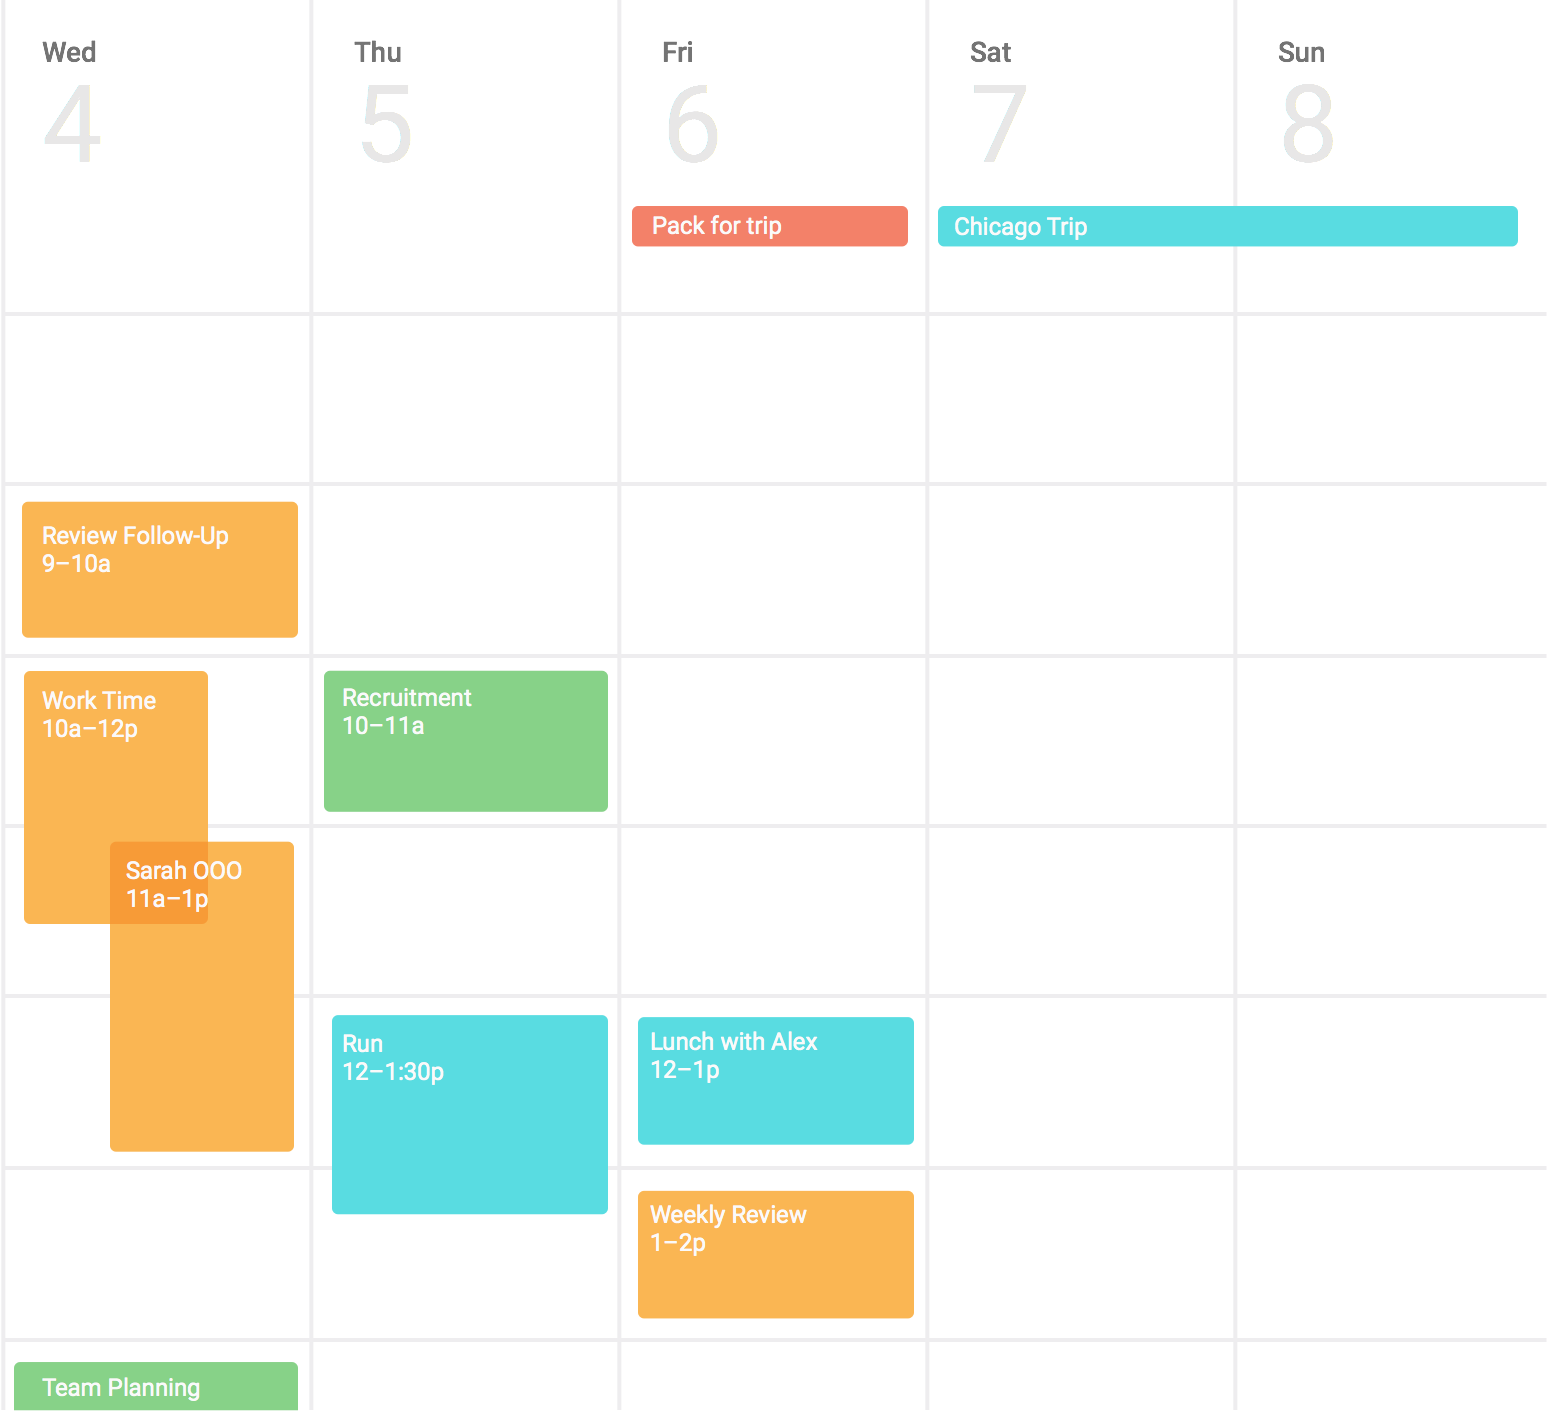 Wed
4
Thu
5
Fri
6
Sat
7
Sun
8
Pack for trip
Chicago Trip
Review Follow-Up
9–10a
Work Time
10a–12p
Recruitment
10–11a
Sarah OOO
11a–1p
Run
12–1:30p
Lunch with Alex
12–1p
Weekly Review
1–2p
Team Planning